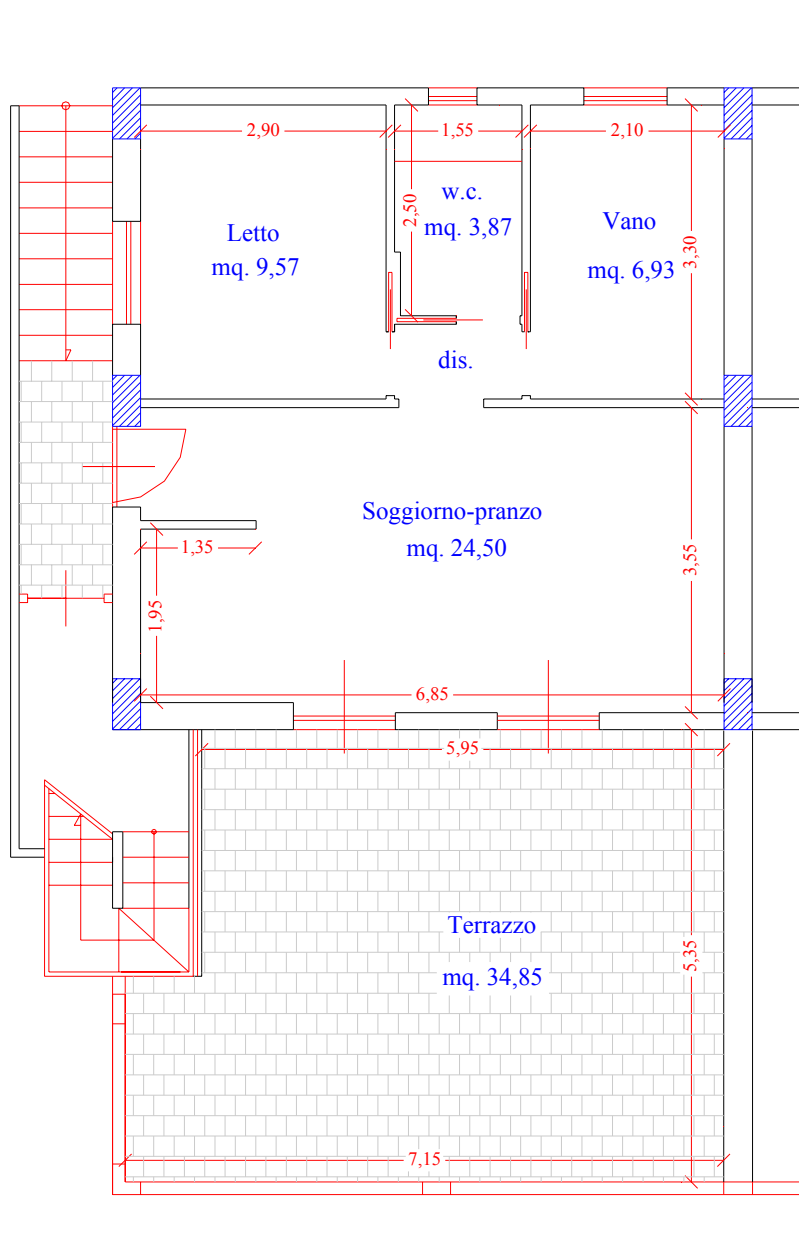 2,90
1,55
2,10
w.c.
mq. 3,87
2,50
Letto
mq. 9,57
Vano
mq. 6,93
3,30
dis.
Soggiorno-pranzo
mq. 24,50
1,35
3,55
1,95
6,85
5,95
Terrazzo
mq. 34,85
5,35
7,15